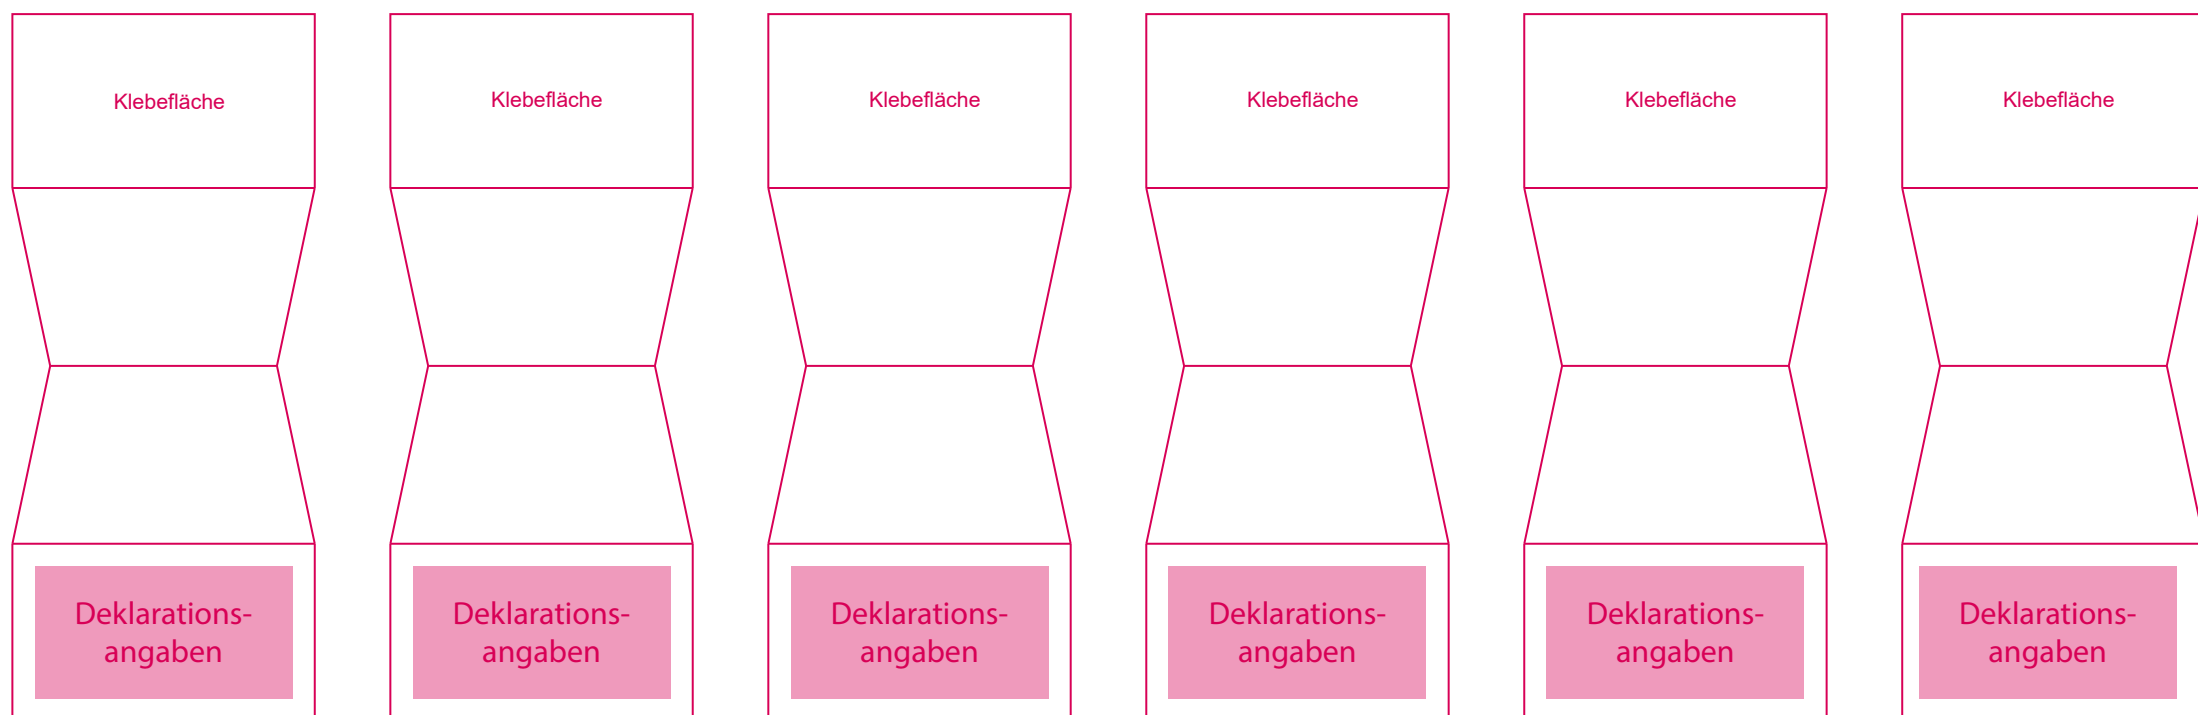 Klebefläche
Klebefläche
Klebefläche
Klebefläche
Klebefläche
Klebefläche
Deklarations-
angaben
Deklarations-
angaben
Deklarations-
angaben
Deklarations-
angaben
Deklarations-
angaben
Deklarations-
angaben